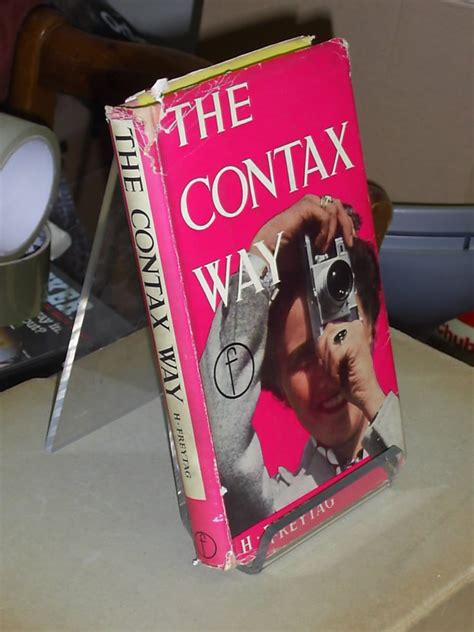 THE
CONTAX
WAY
f
H · FREYTAG
THE CONTAX WAY
H · FREYTAG
f